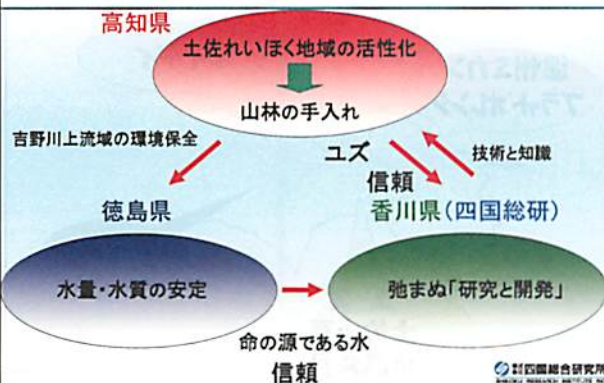 高知県
土佐れいほく地域の活性化
山林の手入れ
吉野川上流域の環境保全
ユズ
信頼
技術と知識
徳島県
香川県(四国総研)
水量・水質の安定
弛まぬ「研究と開発」
命の源である水
信頼
四国総合研究所